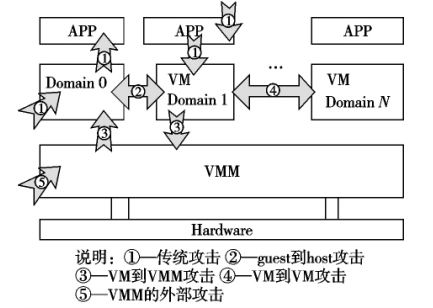 APP APP APP
①
① ①
Domain 0 VM … VM
② Domain 1 ④ Domain N
①
③ ③
VMM
⑤
Hardware
说明：①—传统攻击 ②—guest到host攻击
③—VM到VMM攻击 ④—VM到VM攻击
⑤—VMM的外部攻击